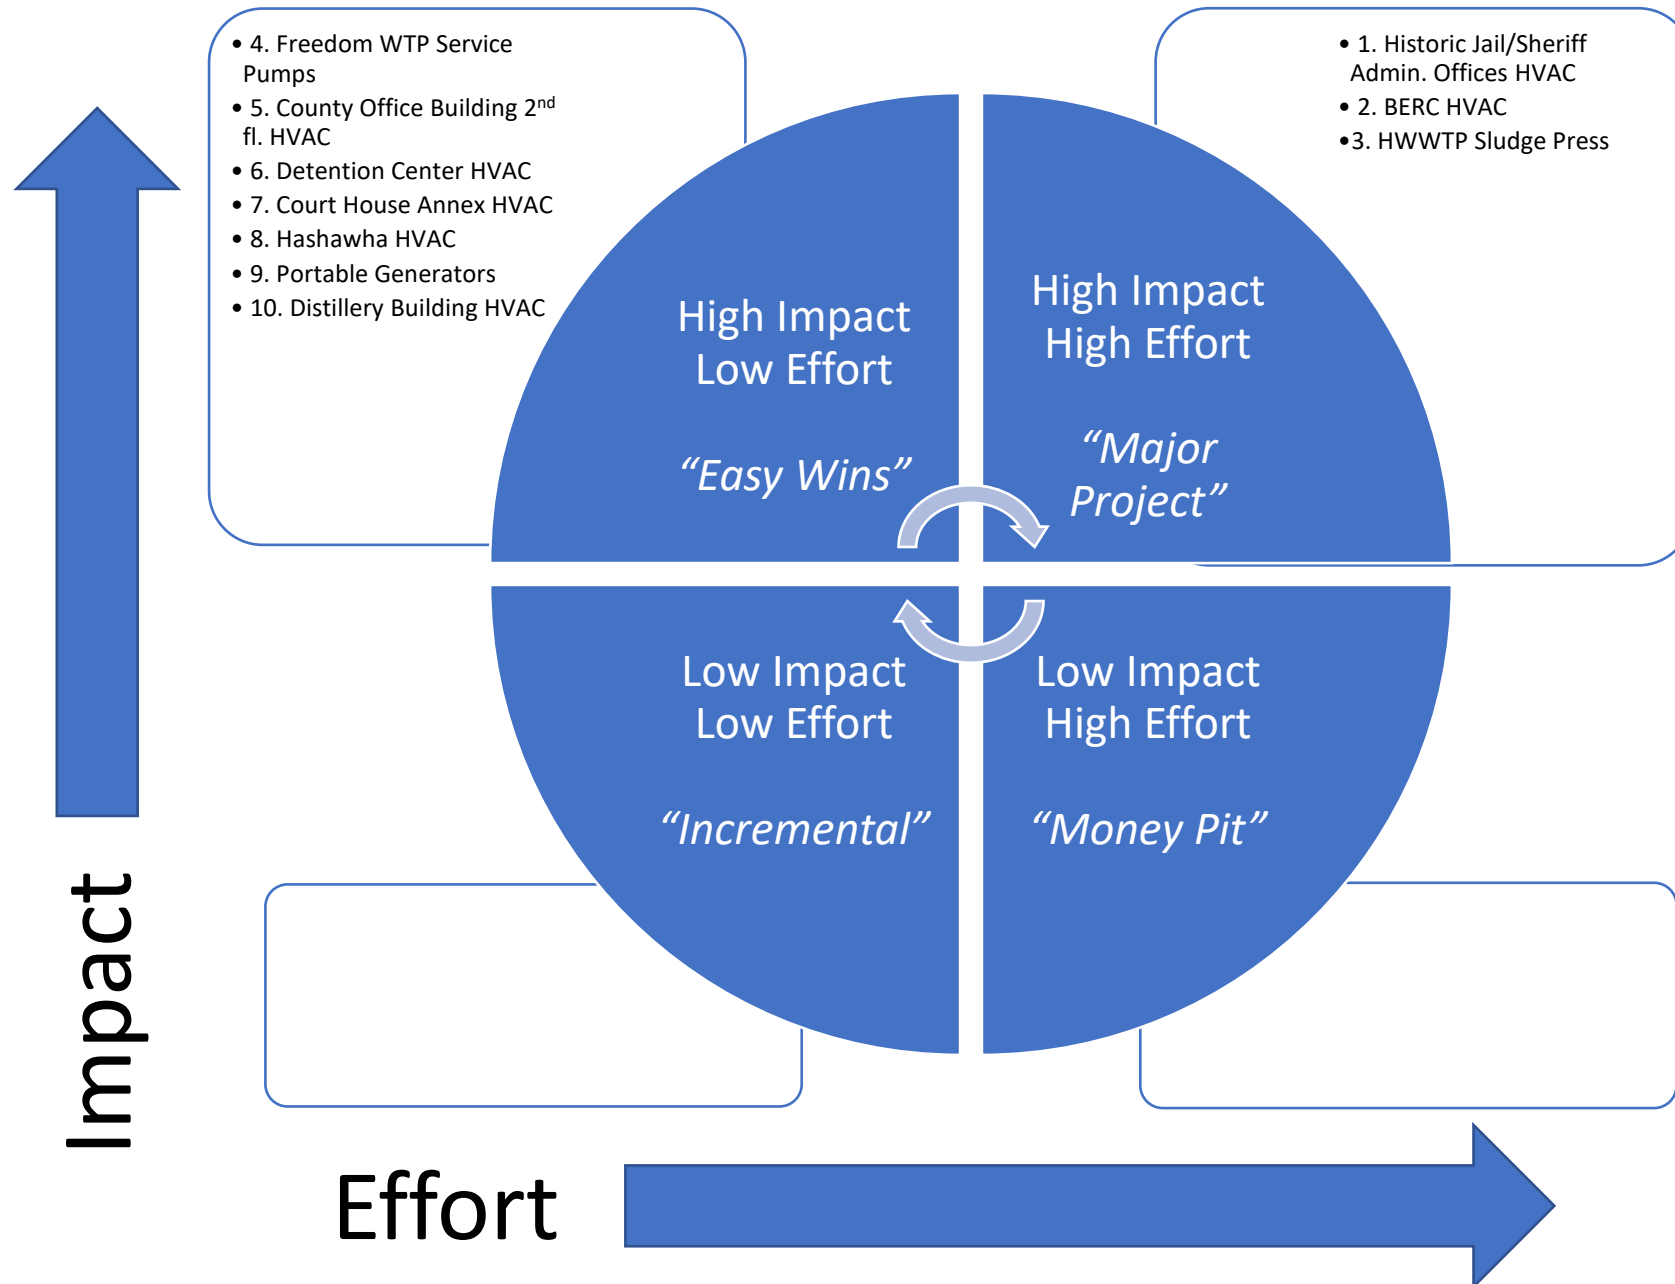 • 4. Freedom WTP Service
Pumps
• 5. County Office Building 2nd
fl. HVAC
• 6. Detention Center HVAC
• 7. Court House Annex HVAC
• 8. Hashawha HVAC
• 9. Portable Generators
• 10. Distillery Building HVAC
• 1. Historic Jail/Sheriff
Admin. Offices HVAC
• 2. BERC HVAC
•3. HWWTP Sludge Press
High Impact
Low Effort
“Easy Wins”
High Impact
High Effort
“Major
Project”
Low Impact
Low Effort
“Incremental”
Low Impact
High Effort
“Money Pit”
Impact
Effort